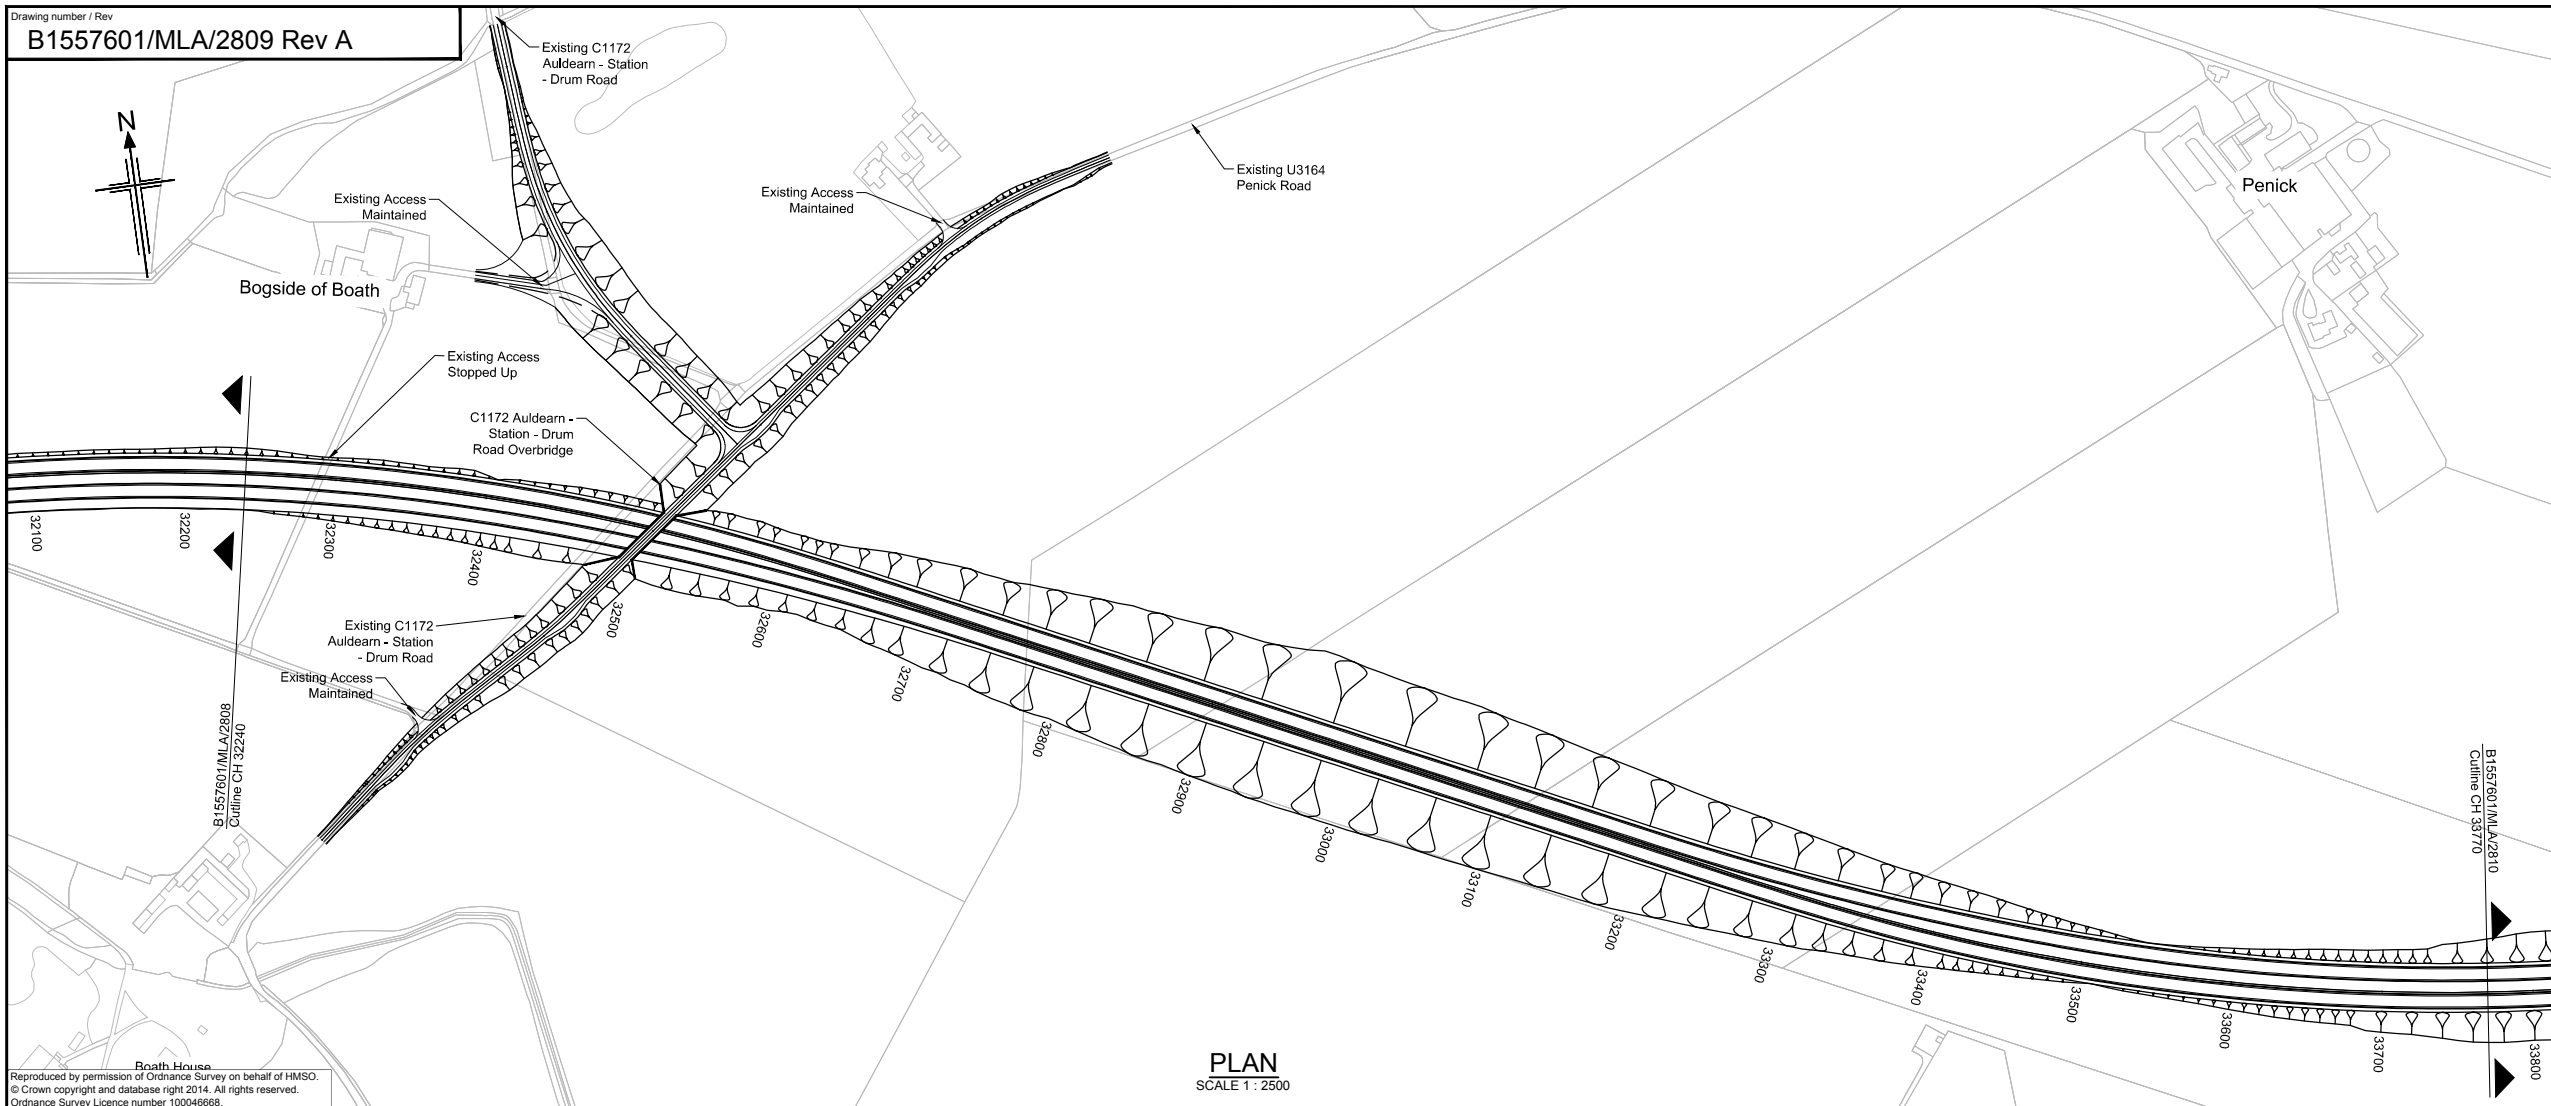 Drawing number / Rev
B1557601/MLA/2809 Rev A
Existing C1172
Auldearn - Station
- Drum Road
N
Existing U3164
Penick Road
Penick
Existing Access
Maintained
Existing Access
Maintained
Bogside of Boath
Existing Access
Stopped Up
C1172 Auldearn -
Station - Drum
Road Overbridge
32100
32200
32300
32400
32500
32600
32700
32800
32900
33000
33100
33200
33300
33400
33500
33600
33700
33800
Existing C1172
Auldearn - Station
- Drum Road
Existing Access
Maintained
B1557601/MLA/2808
Cutline CH 32240
B1557601/MLA/2810
Cutline CH 33770
Boath House
PLAN
SCALE 1 : 2500
Reproduced by permission of Ordnance Survey on behalf of HMSO.
© Crown copyright and database right 2014. All rights reserved.
Ordnance Survey Licence number 100046668.